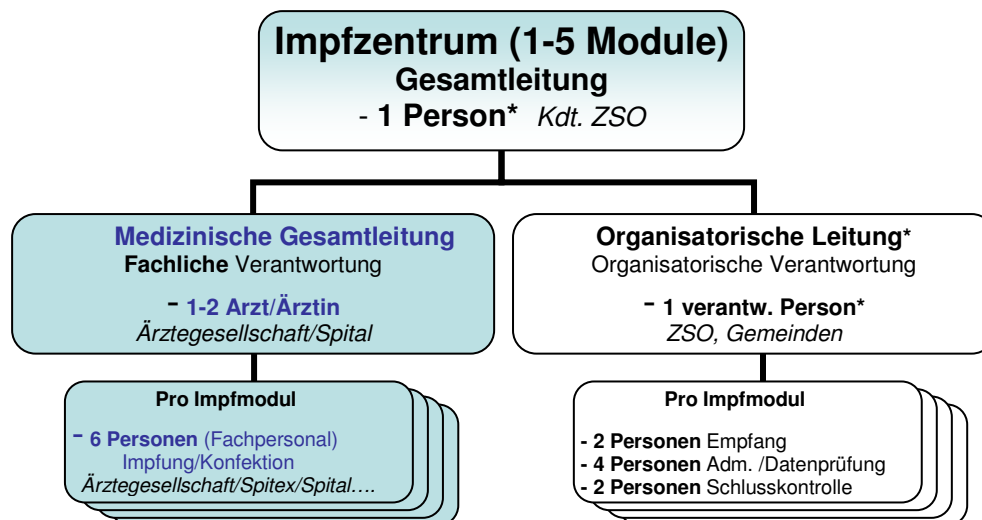 Impfzentrum (1-5 Module)
Gesamtleitung
- 1 Person* Kdt. ZSO
Medizinische Gesamtleitung
Fachliche Verantwortung
- 1-2 Arzt/Ärztin
Ärztegesellschaft/Spital
Organisatorische Leitung*
Organisatorische Verantwortung
- 1 verantw. Person*
ZSO, Gemeinden
Pro Impfmodul
- 6 Personen (Fachpersonal)
Impfung/Konfektion
Ärztegesellschaft/Spitex/Spital….
Pro Impfmodul
- 2 Personen Empfang
- 4 Personen Adm. /Datenprüfung
- 2 Personen Schlusskontrolle